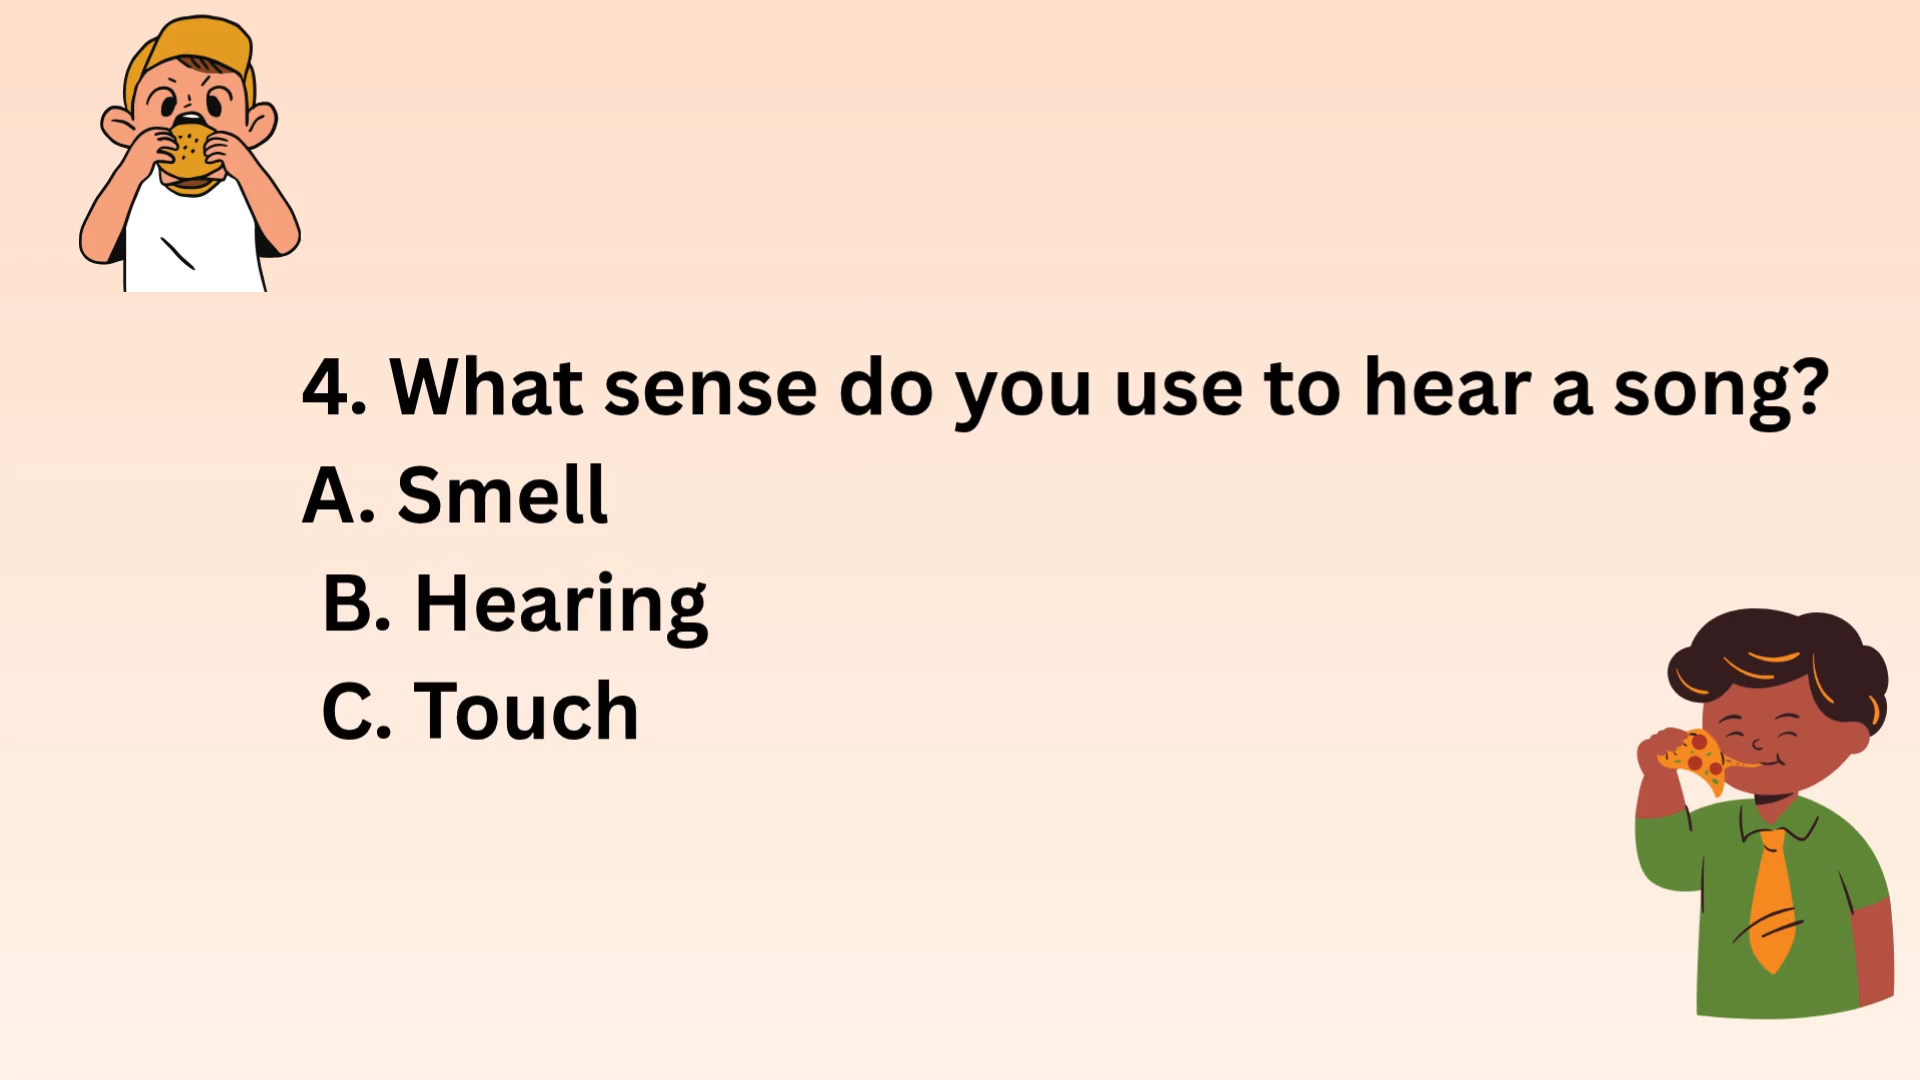 4. What sense do you use to hear a song?
A. Smell
B. Hearing
C. Touch